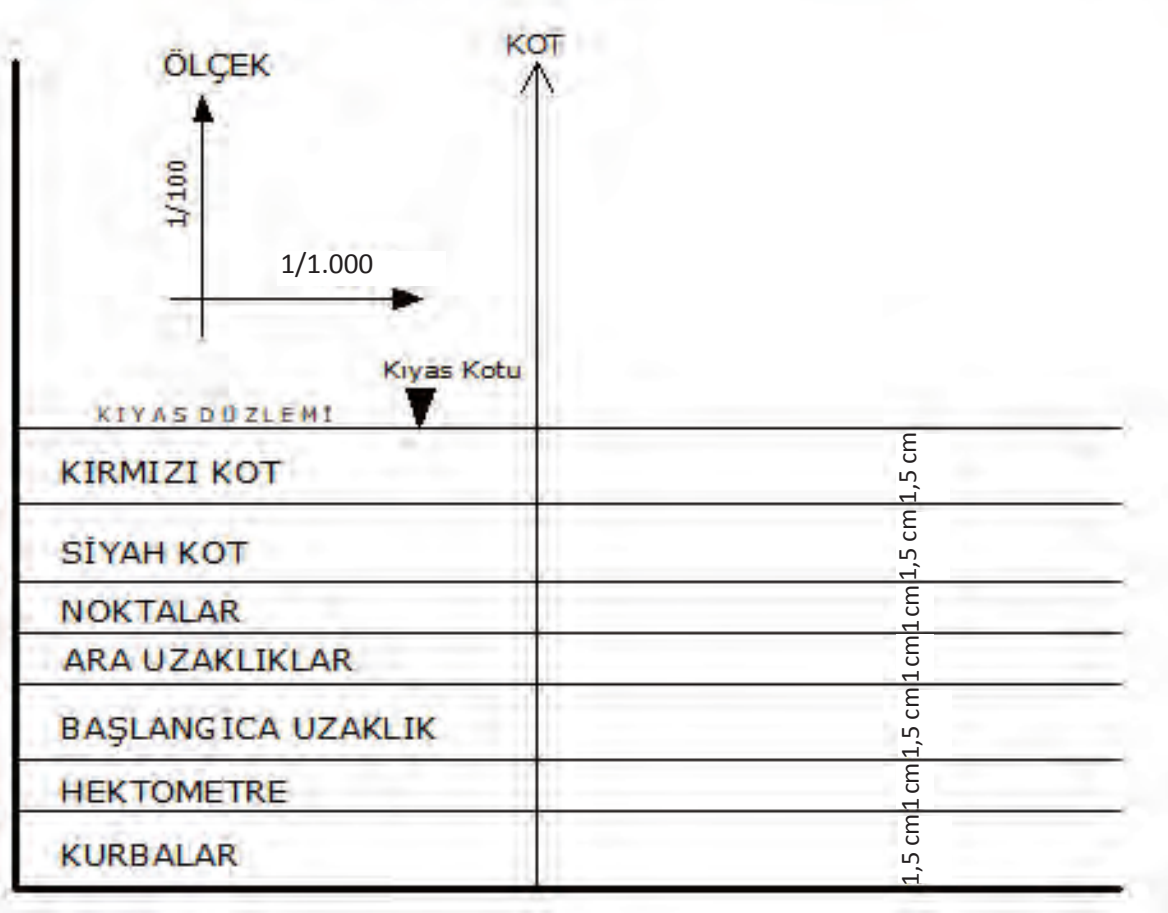 KOT
ÖLÇEK
1/100
1/1.000
Kıyas Kotu
KIYAS DÜZLEMİ
KIRMIZI KOT
1,5 cm
SİYAH KOT
1,5 cm
NOKTALAR
1 cm
ARA UZAKLIKLAR
1 cm
BAŞLANGICA UZAKLIK
1,5 cm
HEKTOMETRE
1 cm
KURBALAR
1,5 cm